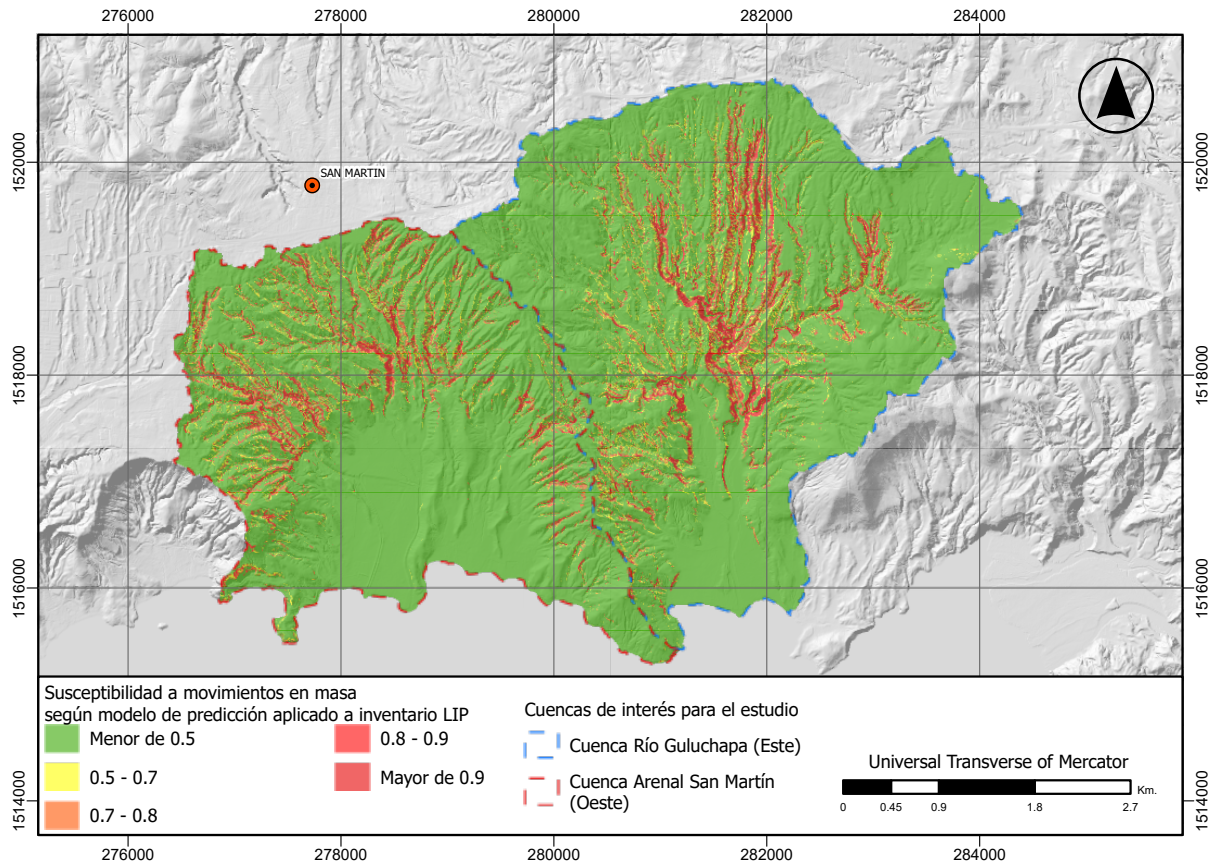 276000 278000 280000 282000 284000
1520000 1520000
SAN MARTIN
1518000 1518000
1516000 1516000
Susceptibilidad a movimientos en masa
según modelo de predicción aplicado a inventario LIP
Menor de 0.5
0.5 - 0.7
0.7 - 0.8
0.8 - 0.9
Mayor de 0.9
Cuencas de interés para el estudio
Cuenca Río Guluchapa (Este)
Cuenca Arenal San Martín
(Oeste)
Universal Transverse of Mercator
Km.
0 0.45 0.9 1.8 2.7
1514000 1514000
276000 278000 280000 282000 284000